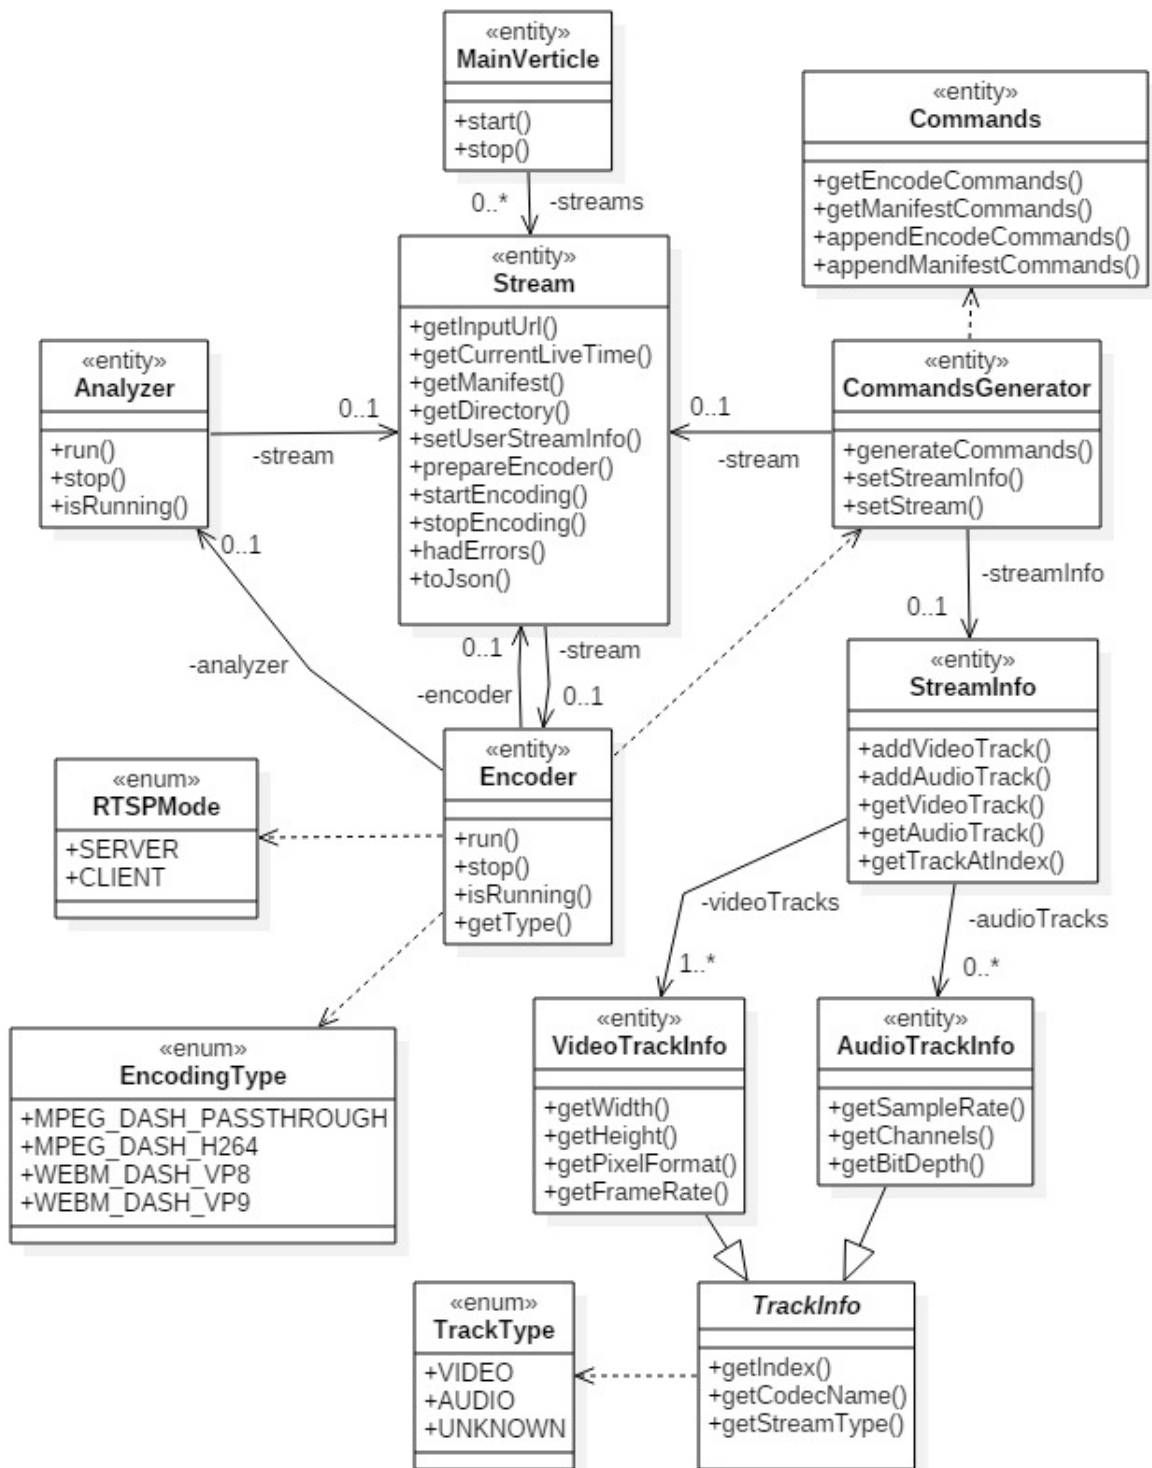 «entity»
MainVerticle
+start()
+stop()
0..*
-streams
«entity»
Commands
+getEncodeCommands()
+getManifestCommands()
+appendEncodeCommands()
+appendManifestCommands()
«entity»
Stream
+getInputUrl()
+getCurrentLiveTime()
+getManifest()
+getDirectory()
+setUserStreamInfo()
+prepareEncoder()
+startEncoding()
+stopEncoding()
+hadErrors()
+toJson()
«entity»
Analyzer
+run()
+stop()
+isRunning()
0..1
-stream
0..1
-stream
«entity»
CommandsGenerator
+generateCommands()
+setStreamInfo()
+setStream()
0..1
-analyzer
0..1
-stream
-encoder
0..1
-streamInfo
0..1
«entity»
StreamInfo
+addVideoTrack()
+addAudioTrack()
+getVideoTrack()
+getAudioTrack()
+getTrackAtIndex()
«entity»
Encoder
+run()
+stop()
+isRunning()
+getType()
«enum»
RTSPMode
+SERVER
+CLIENT
-videoTracks
1..*
-audioTracks
0..*
«enum»
EncodingType
+MPEG_DASH_PASSTHROUGH
+MPEG_DASH_H264
+WEBM_DASH_VP8
+WEBM_DASH_VP9
«entity»
VideoTrackInfo
+getWidth()
+getHeight()
+getPixelFormat()
+getFrameRate()
«entity»
AudioTrackInfo
+getSampleRate()
+getChannels()
+getBitDepth()
«enum»
TrackType
+VIDEO
+AUDIO
+UNKNOWN
TrackInfo
+getIndex()
+getCodecName()
+getStreamType()